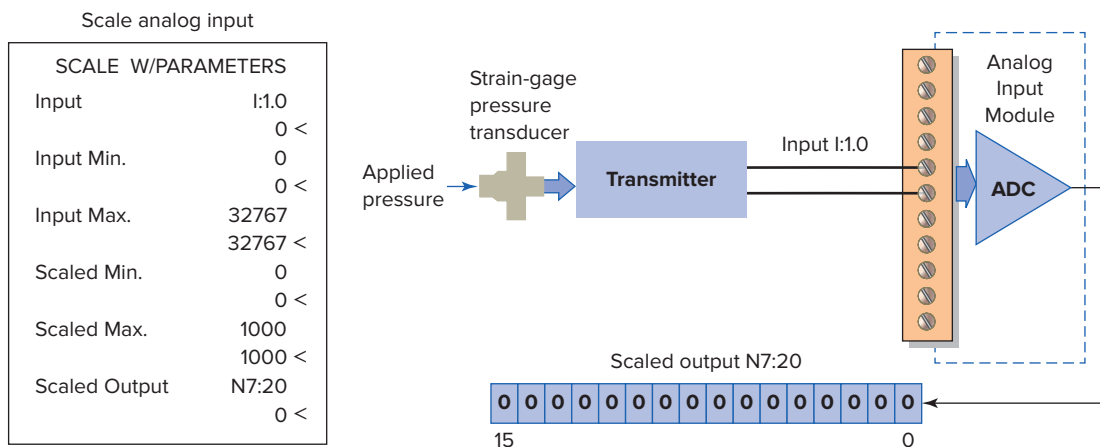 Scale analog input
SCALE W/PARAMETERS
Input I:1.0
0 <
Input Min. 0
0 <
Input Max. 32767
32767 <
Scaled Min. 0
0 <
Scaled Max. 1000
1000 <
Scaled Output N7:20
0 <
Applied
pressure
Strain-gage
pressure
transducer
Transmitter
Input I:1.0
Analog
Input
Module
ADC
Scaled output N7:20
0 0 0 0 0 0 0 0 0 0 0 0 0 0 0 0
15 0